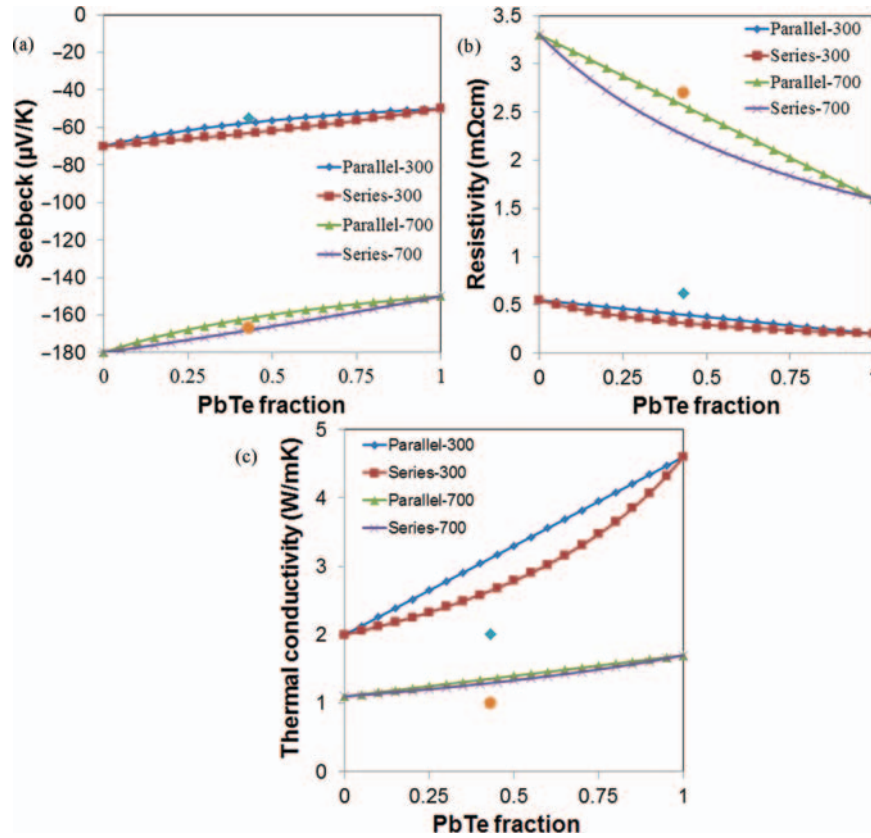 (a)
Seebeck (µV/K)
0
−20
−40
−60
−80
−100
−120
−140
−160
−180
Parallel-300
Series-300
Parallel-700
Series-700
0 0.25 0.5 0.75 1
PbTe fraction
(b)
Resistivity (mΩcm)
3.5
3
2.5
2
1.5
1
0.5
0
Parallel-300
Series-300
Parallel-700
Series-700
0 0.25 0.5 0.75 1
PbTe fraction
(c)
Thermal conductivity (W/mK)
5
4
3
2
1
0
Parallel-300
Series-300
Parallel-700
Series-700
0 0.25 0.5 0.75 1
PbTe fraction